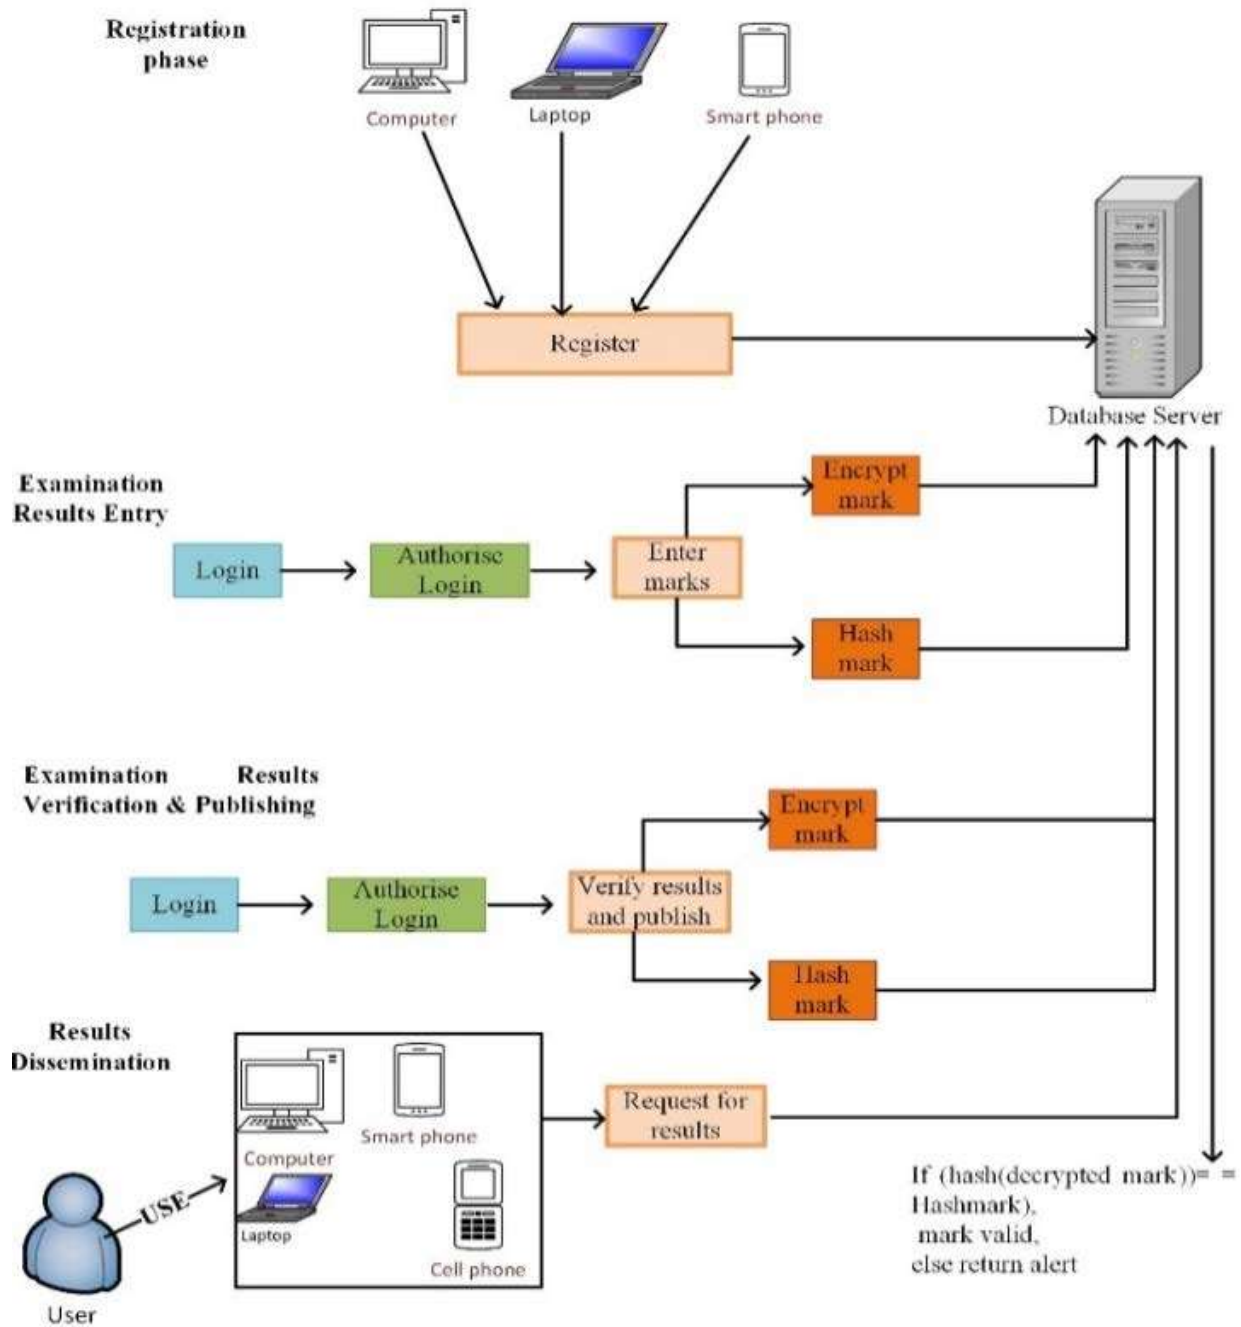 Registration
phase
Computer
Laptop
Smart phone
Register
Database Server
Examination
Results Entry
Login
Authorise
Login
Enter
marks
Encrypt
mark
Hash
mark
Examination Results
Verification & Publishing
Login
Authorise
Login
Verify results
and publish
Encrypt
mark
Hash
mark
Results
Dissemination
User
USE
Computer
Smart phone
Laptop
Cell phone
Request for
results
If (hash(decrypted mark))= =
Hashmark),
mark valid,
else return alert